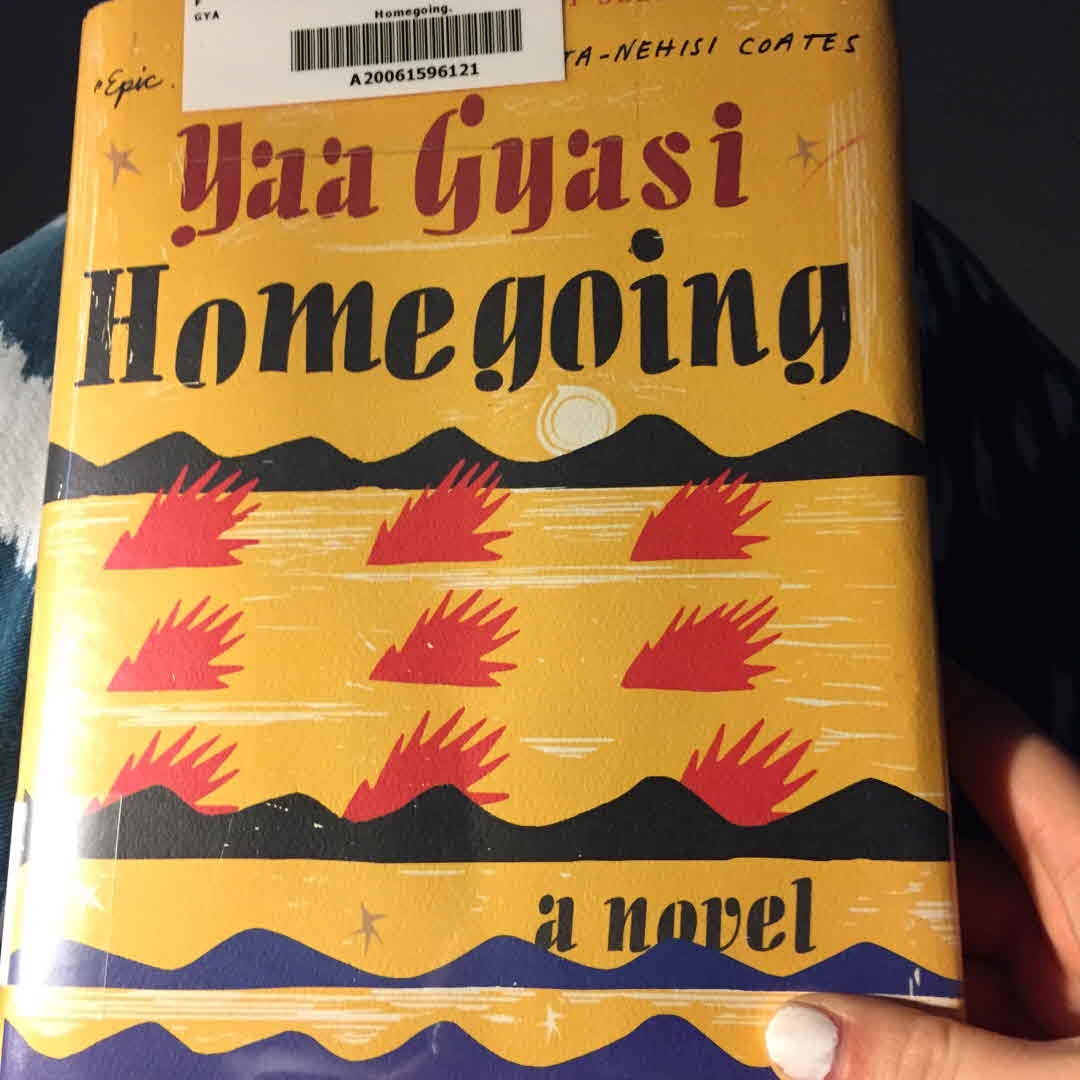 F
GYA
Homegoing.
A20061596121
"Epic.
TA-NEHISI COATES
Yaa Gyasi
Homegoing
a novel